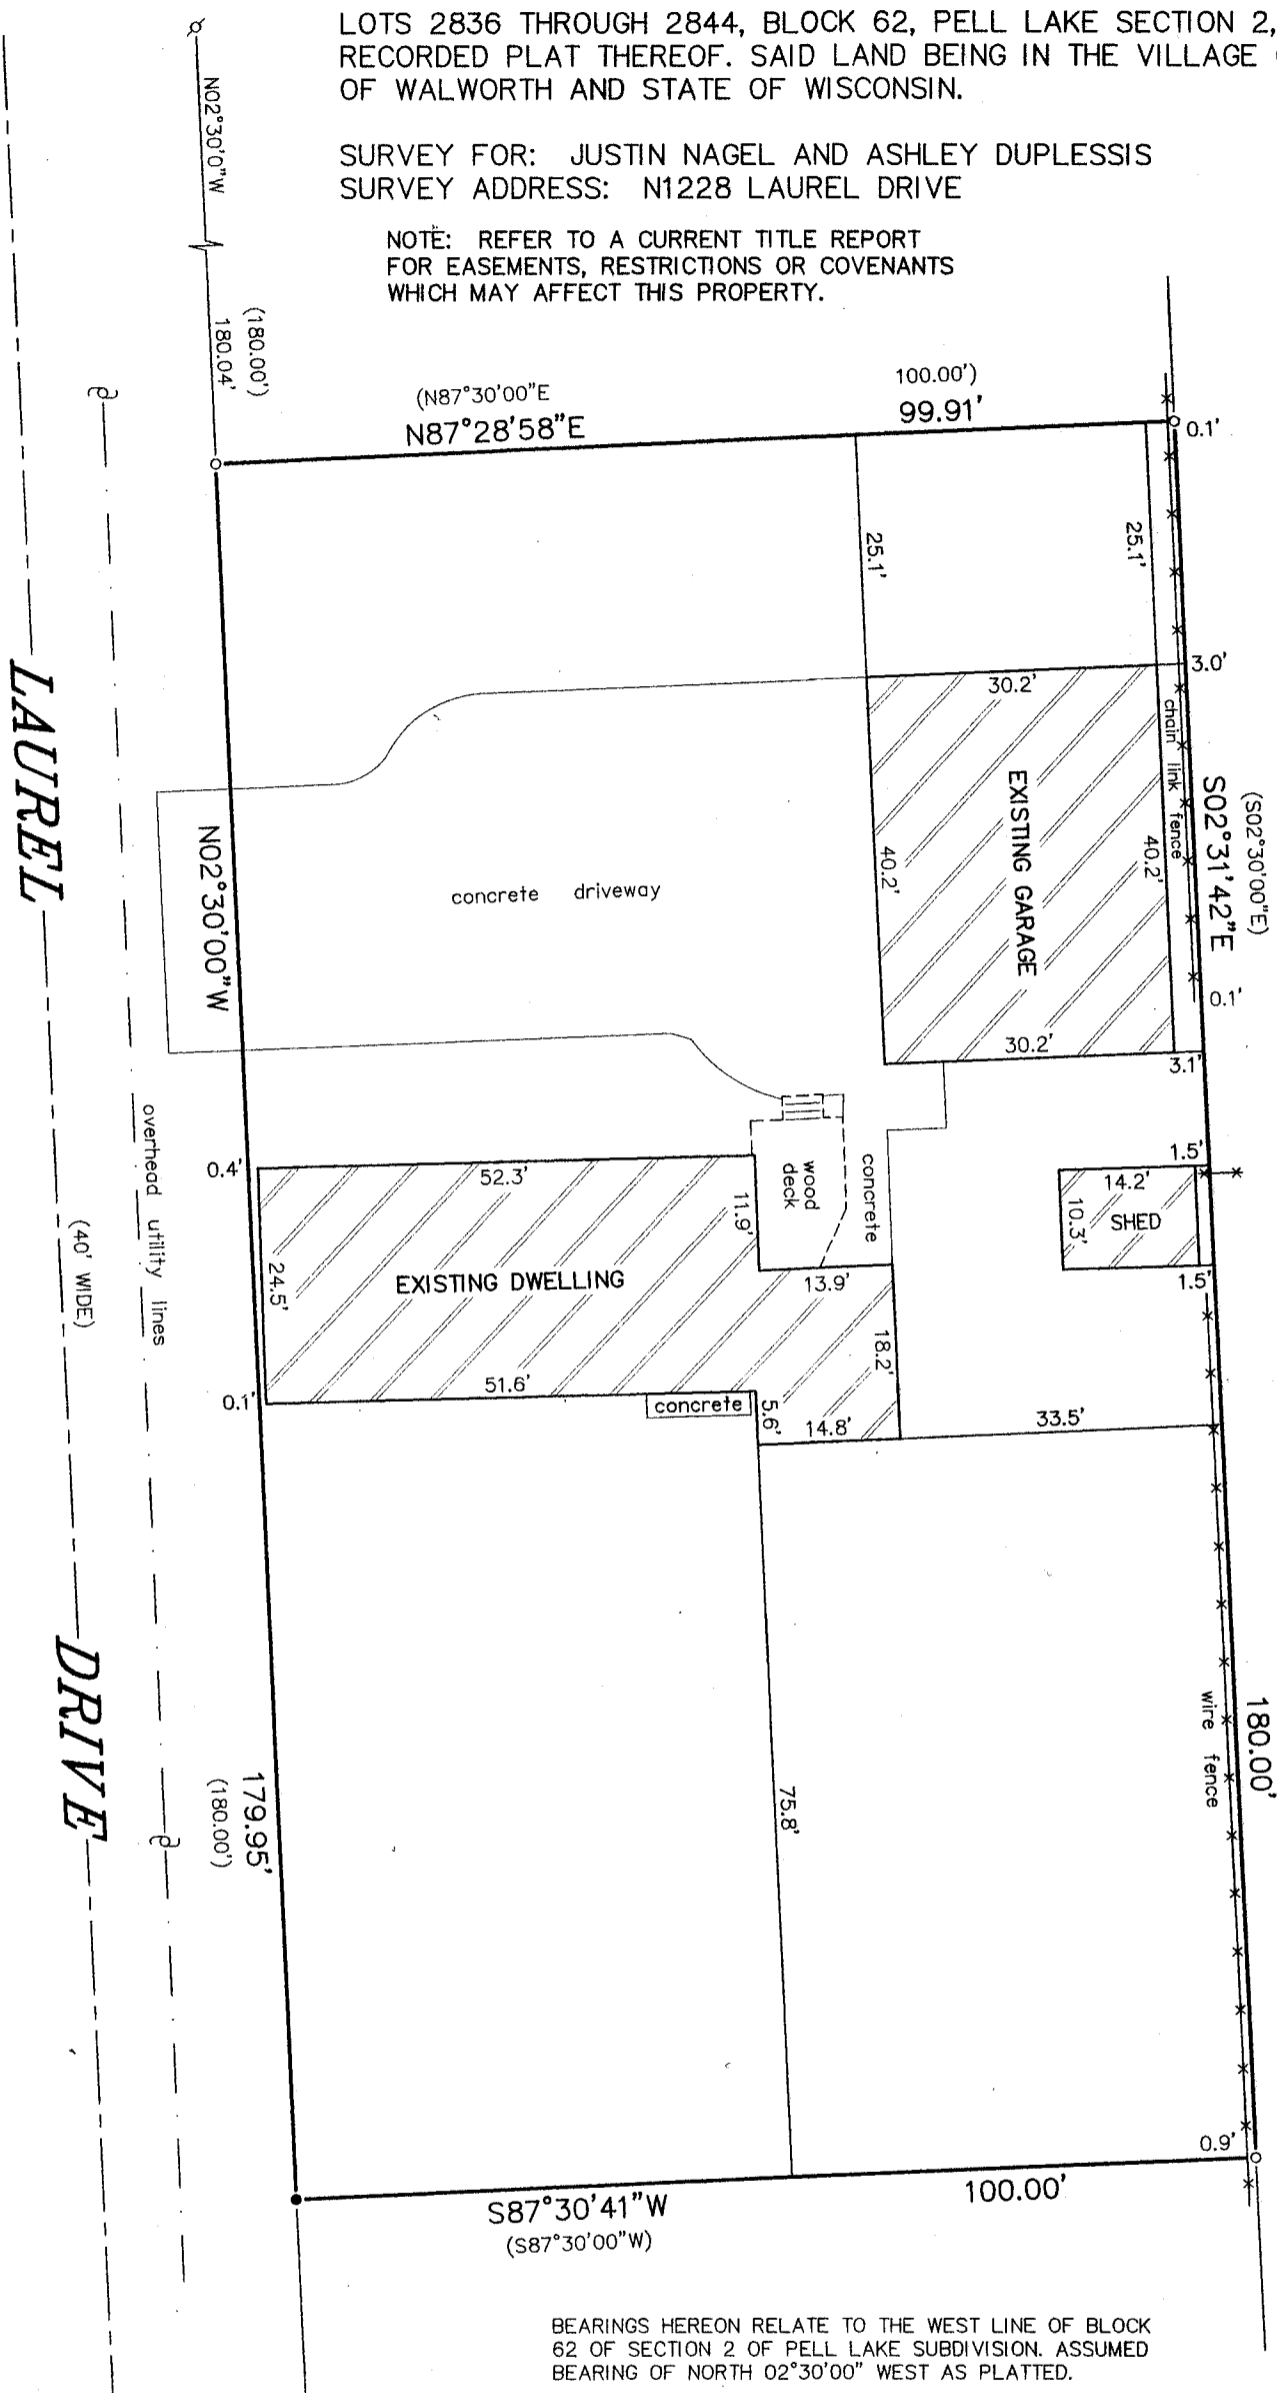 LOTS 2836 THROUGH 2844, BLOCK 62, PELL LAKE SECTION 2,
RECORDED PLAT THEREOF. SAID LAND BEING IN THE VILLAGE
OF WALWORTH AND STATE OF WISCONSIN.
SURVEY FOR: JUSTIN NAGEL AND ASHLEY DUPLESSIS
SURVEY ADDRESS: N1228 LAUREL DRIVE
NOTE: REFER TO A CURRENT TITLE REPORT
FOR EASEMENTS, RESTRICTIONS OR COVENANTS
WHICH MAY AFFECT THIS PROPERTY.
N02°30'0"W
(180.00')
180.04'
(N87°30'00"E
100.00')
N87°28'58"E
99.91'
0.1'
25.1'
25.1'
3.0'
30.2'
chain link fence
EXISTING GARAGE
40.2'
40.2'
(S02°30'00"E)
S02°31'42"E
0.1'
30.2'
3.1'
concrete driveway
N02°30'00"W
LAUREL
overhead utility lines
(40' WIDE)
DRIVE
0.4'
52.3'
11.9'
wood
deck
concrete
1.5'
14.2'
10.3'
SHED
1.5'
24.5'
EXISTING DWELLING
13.9'
18.2'
0.1'
51.6'
concrete
5.6'
14.8'
33.5'
75.8'
wire fence
180.00'
179.95'
(180.00')
0.9'
S87°30'41"W
100.00'
(S87°30'00"W)
BEARINGS HEREON RELATE TO THE WEST LINE OF BLOCK
62 OF SECTION 2 OF PELL LAKE SUBDIVISION. ASSUMED
BEARING OF NORTH 02°30'00" WEST AS PLATTED.